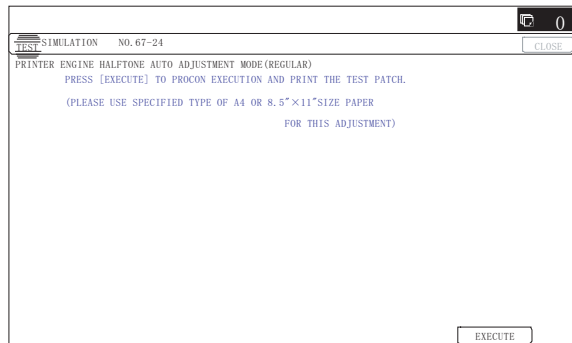 0
TEST SIMULATION NO.67-24
CLOSE
PRINTER ENGINE HALFTONE AUTO ADJUSTMENT MODE(REGULAR)
PRESS [EXECUTE] TO PROCON EXECUTION AND PRINT THE TEST PATCH.
(PLEASE USE SPECIFIED TYPE OF A4 OR 8.5"×11"SIZE PAPER
FOR THIS ADJUSTMENT)
EXECUTE